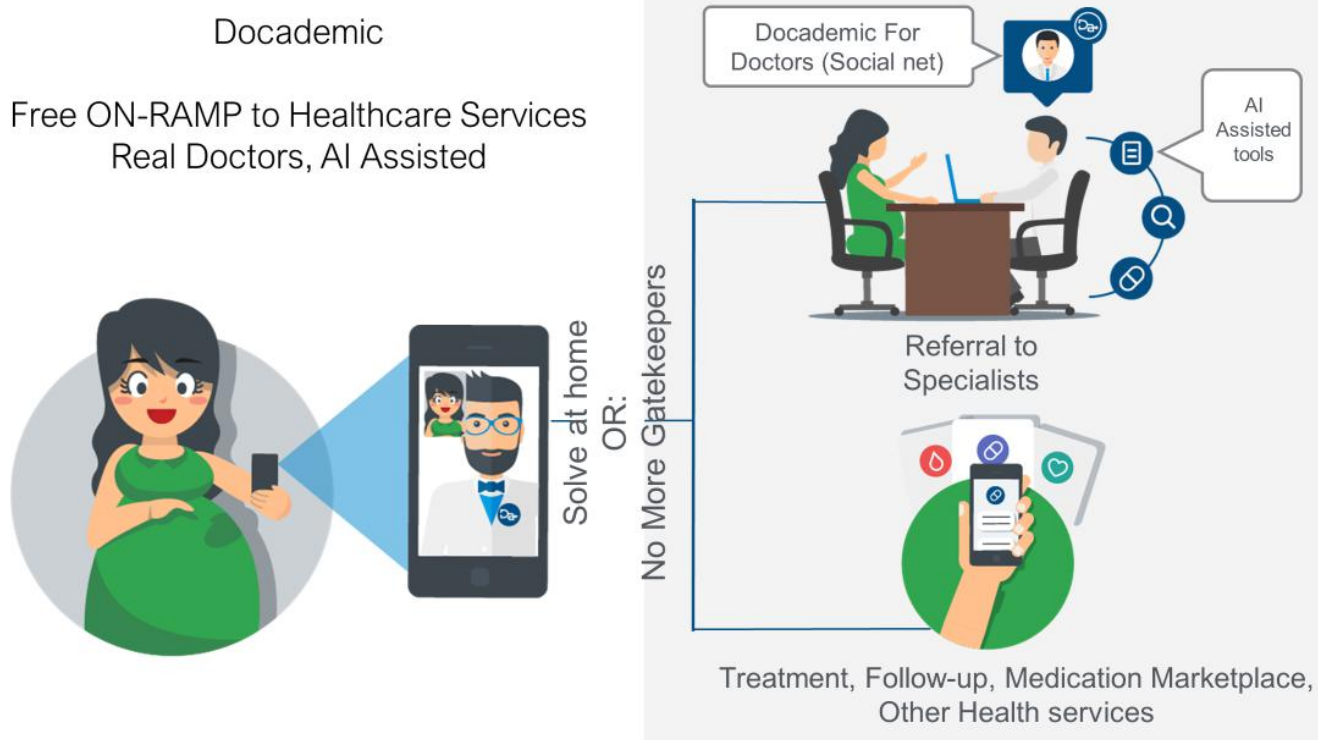 Docademic
Free ON-RAMP to Healthcare Services
Real Doctors, AI Assisted
Solve at home
OR:
No More Gatekeepers
Docademic For
Doctors (Social net)
AI
Assisted
tools
Referral to
Specialists
Treatment, Follow-up, Medication Marketplace,
Other Health services